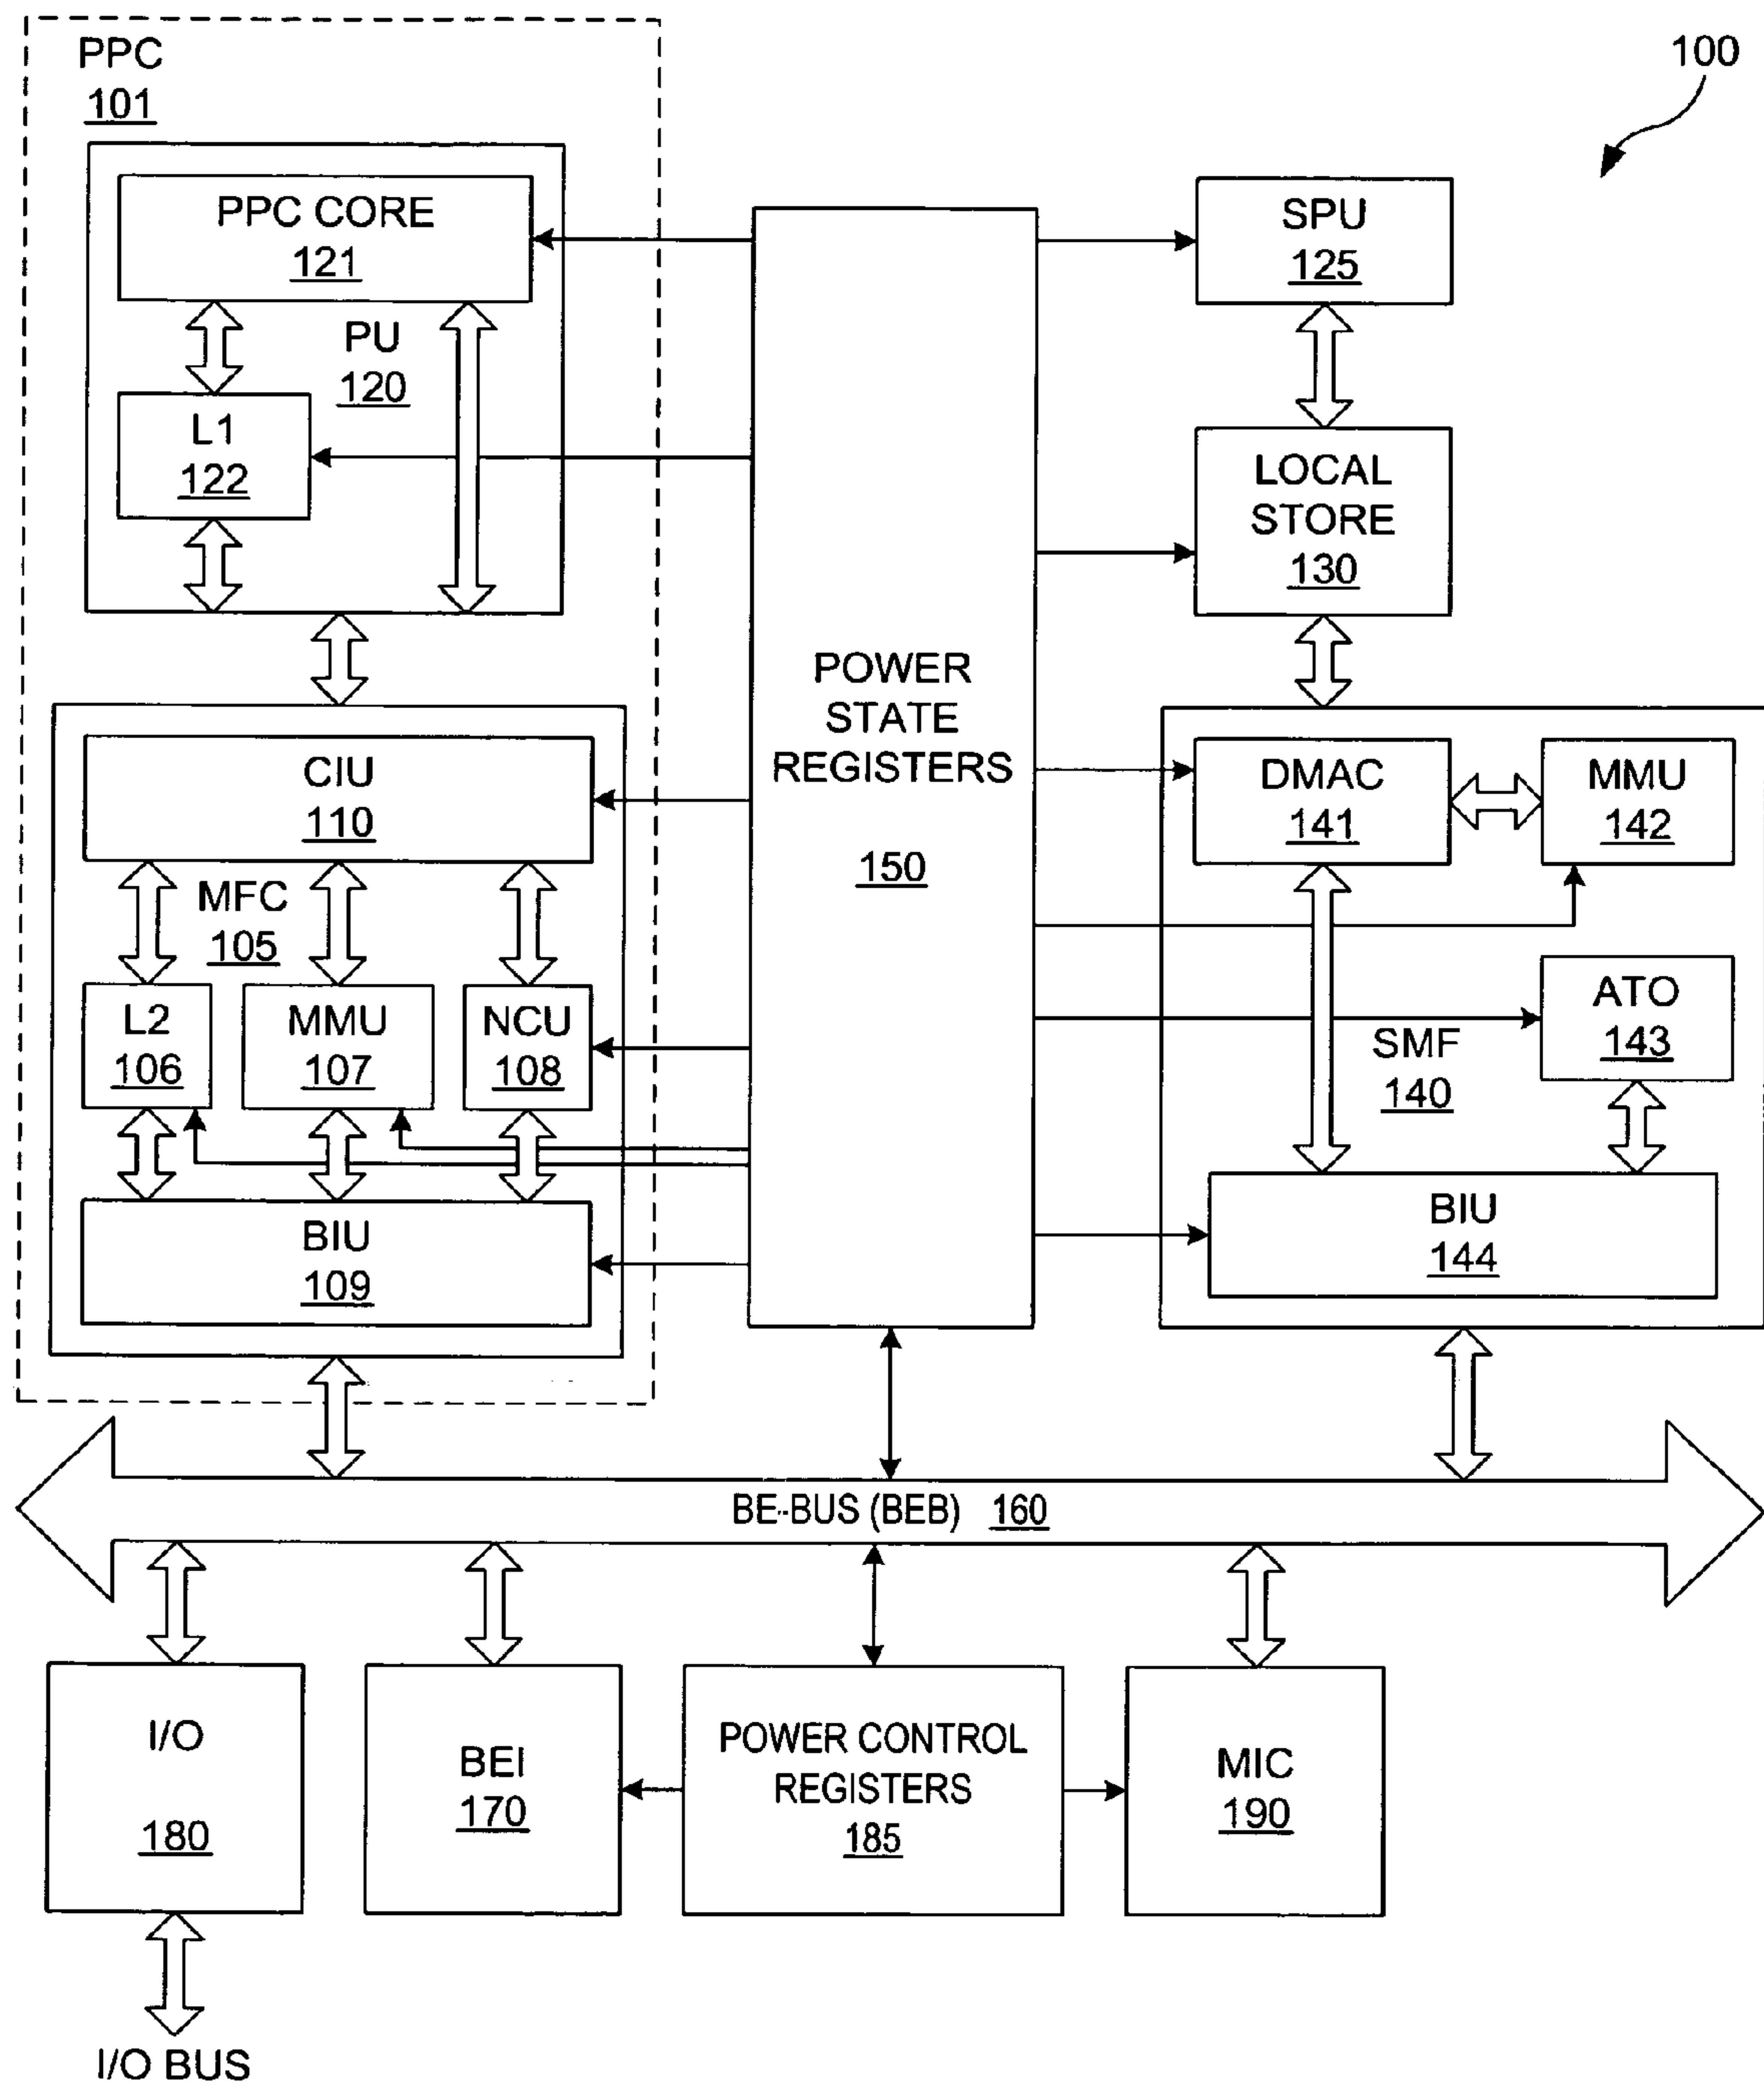 PPC
101
100
PPC CORE
121
PU
120
L1
122
SPU
125
LOCAL
STORE
130
POWER
STATE
REGISTERS
150
CIU
110
MFC
105
L2
106
MMU
107
NCU
108
BIU
109
DMAC
141
MMU
142
ATO
143
SMF
140
BIU
144
BE-BUS (BEB) 160
I/O
180
BEI
170
POWER CONTROL
REGISTERS
185
MIC
190
I/O BUS